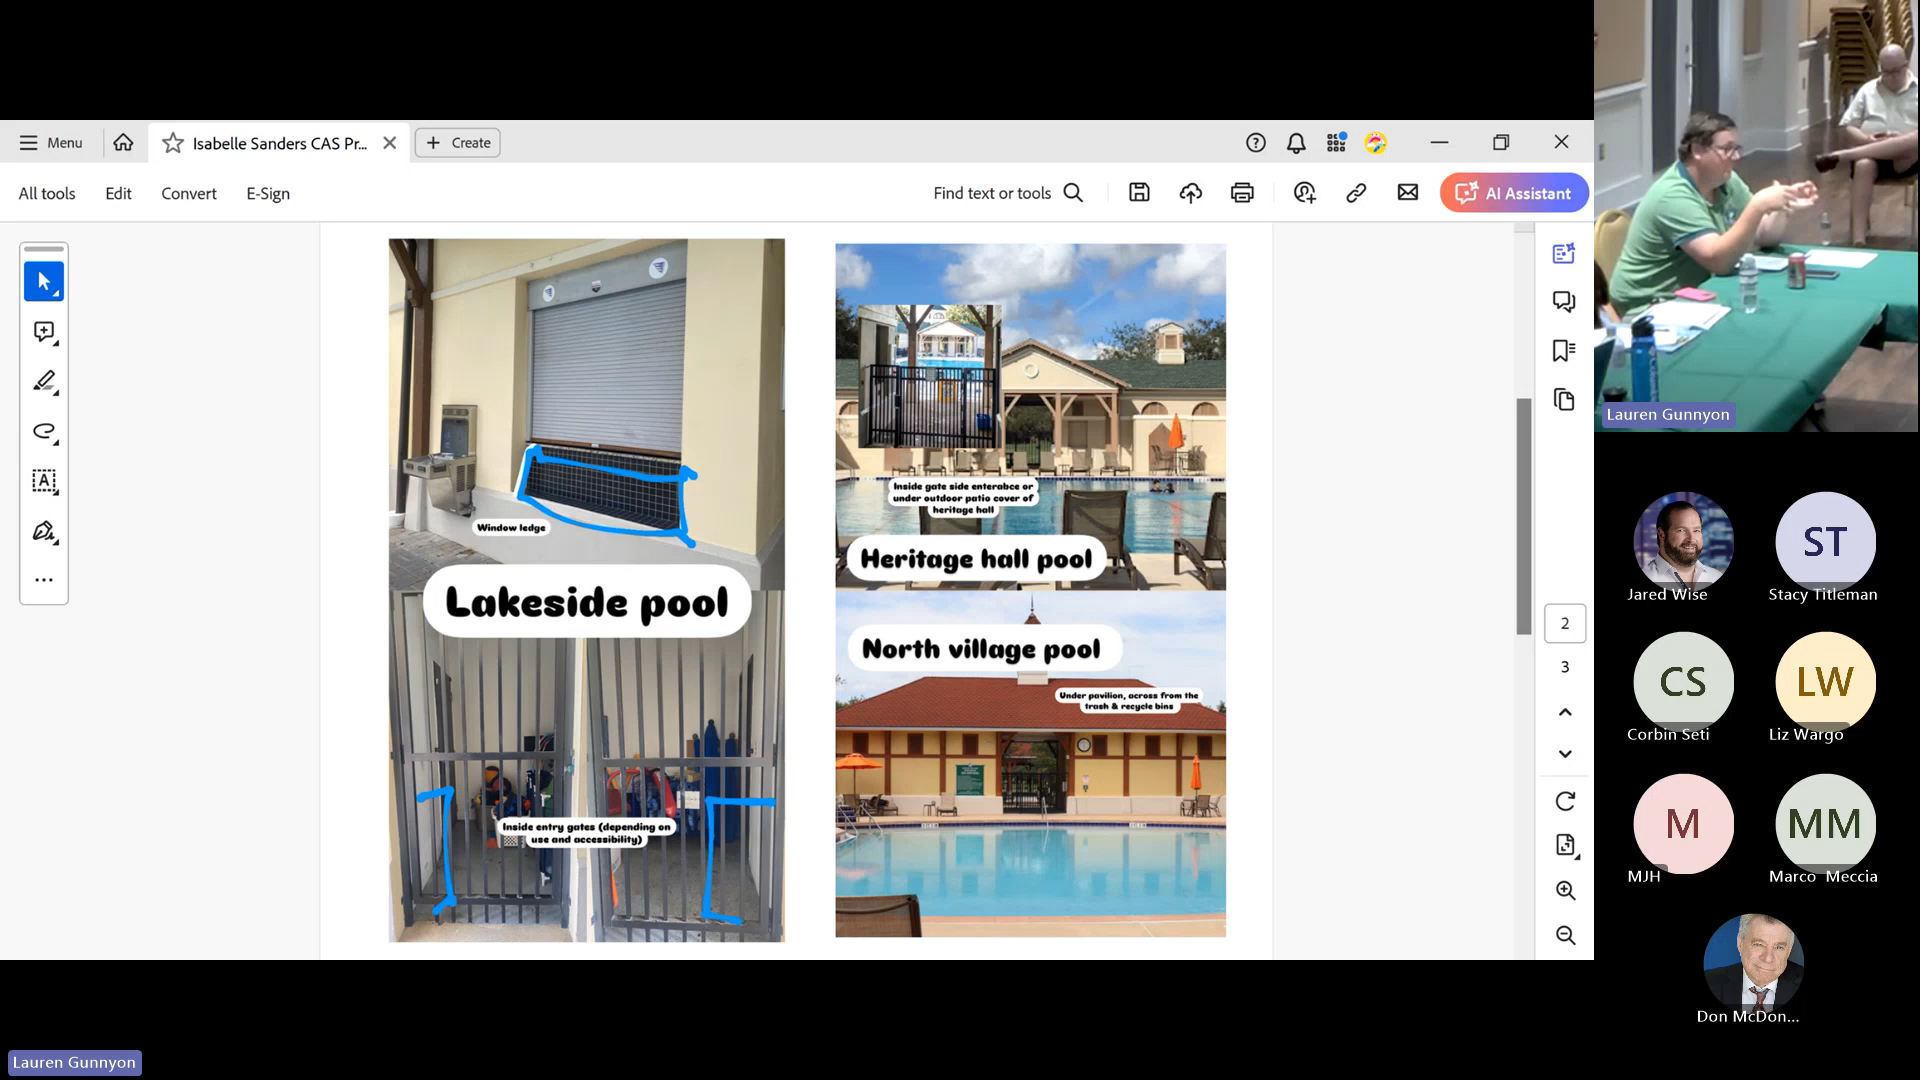 Menu
Isabelle Sanders CAS Pr...
Create
All tools
Edit
Convert
E-Sign
Find text or tools
AI Assistant
Window ledge
Lakeside pool
Inside entry gates (depending on
use and accessibility)
Inside gate side enterabce or
under outdoor patio cover of
heritage hall
Heritage hall pool
North village pool
Under pavilion, across from the
trash & recycle bins
2
3
Lauren Gunnyon
Jared Wise
ST
Stacy Titleman
CS
Corbin Seti
LW
Liz Wargo
M
MJH
MM
Marco Meccia
Don McDon...
Lauren Gunnyon